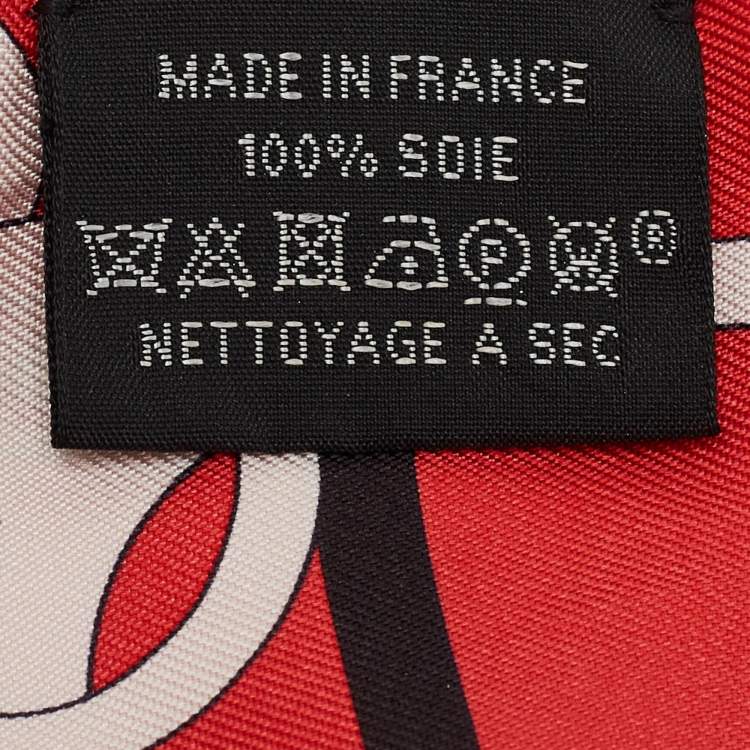 MADE IN FRANCE
100% SOIE
P ®
NETTOYAGE A SEC